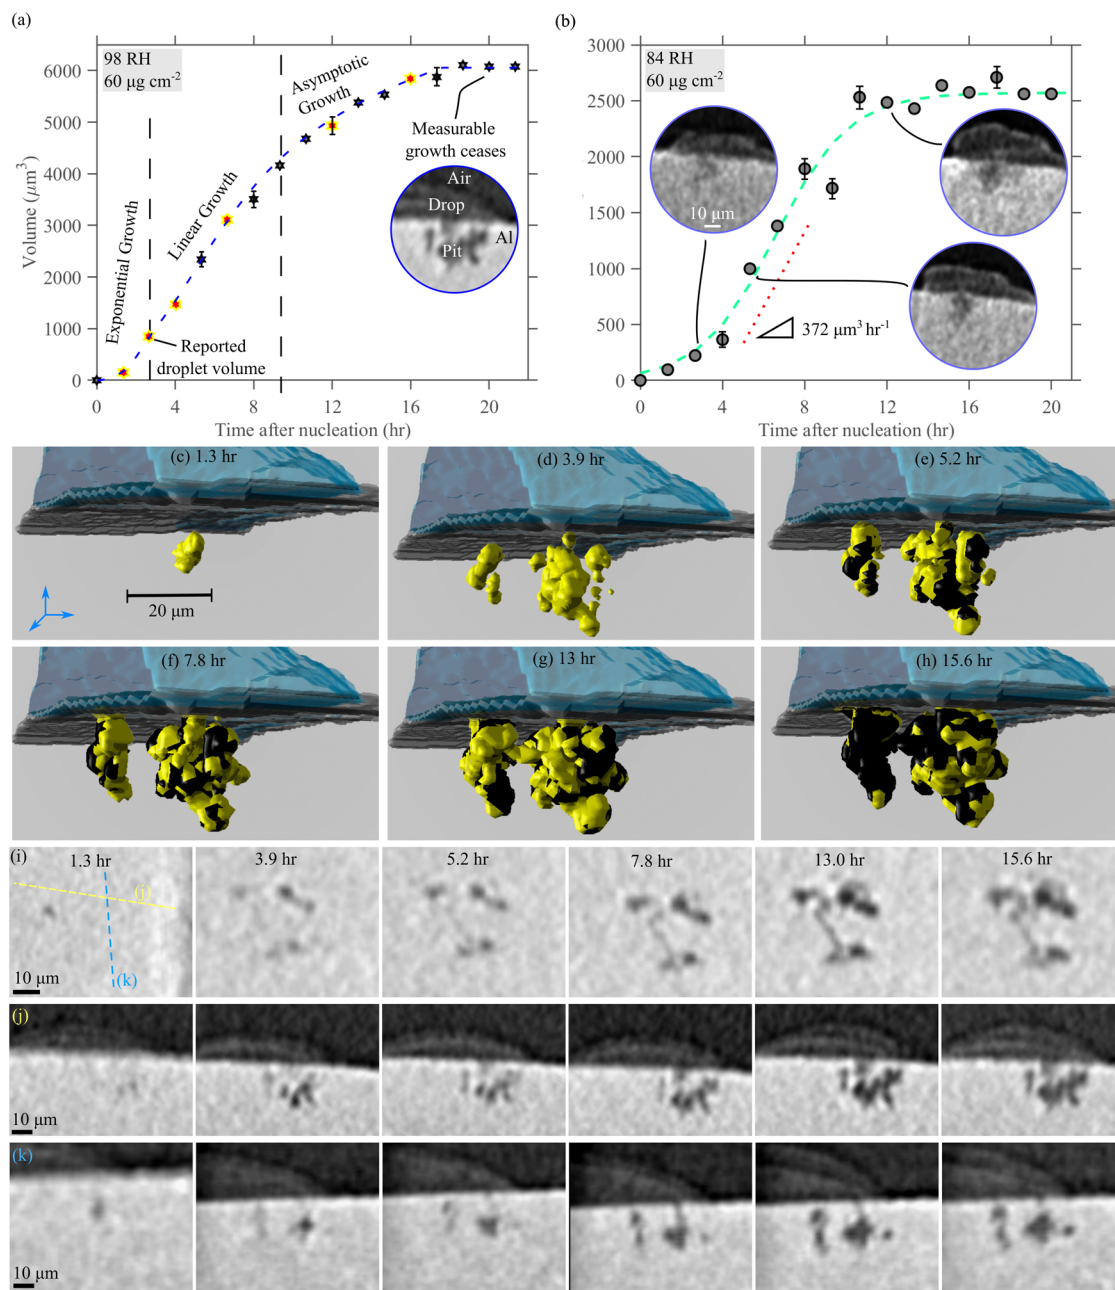 (a)
98 RH
60 µg cm⁻²
Volume (µm³)
6000
5000
4000
3000
2000
1000
0
Exponential Growth
Linear Growth
Asymptotic
Growth
Measurable
growth ceases
Reported
droplet volume
Air
Drop
Al
Pit
0 4 8 12 16 20
Time after nucleation (hr)
(b)
84 RH
60 µg cm⁻²
3000
2500
2000
1500
1000
500
0
10 µm
372 µm³ hr⁻¹
0 4 8 12 16 20
Time after nucleation (hr)
(c) 1.3 hr
20 µm
(d) 3.9 hr
(e) 5.2 hr
(f) 7.8 hr
(g) 13 hr
(h) 15.6 hr
(i)
1.3 hr
3.9 hr
5.2 hr
7.8 hr
13.0 hr
15.6 hr
(j)
(k)
10 µm
(j)
10 µm
(k)
10 µm